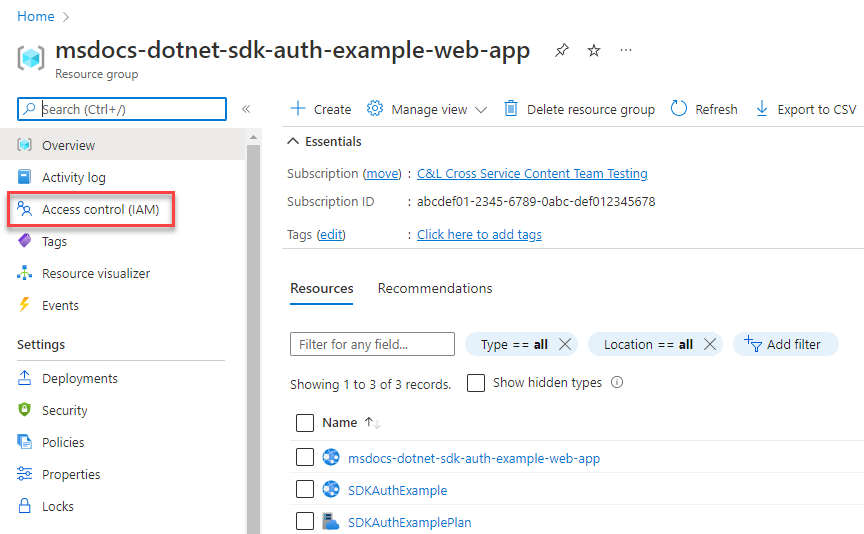 Home
msdocs-dotnet-sdk-auth-example-web-app
Resource group
Search (Ctrl+/)
Create Manage view Delete resource group Refresh Export to CSV
Overview
Activity log
Access control (IAM)
Tags
Resource visualizer
Events
Settings
Deployments
Security
Policies
Properties
Locks
Essentials
Subscription (move) : C&L Cross Service Content Team Testing
Subscription ID : abcdef01-2345-6789-0abc-def012345678
Tags (edit) : Click here to add tags
Resources Recommendations
Filter for any field... Type == all Location == all Add filter
Showing 1 to 3 of 3 records. Show hidden types
Name
msdocs-dotnet-sdk-auth-example-web-app
SDKAuthExample
SDKAuthExamplePlan